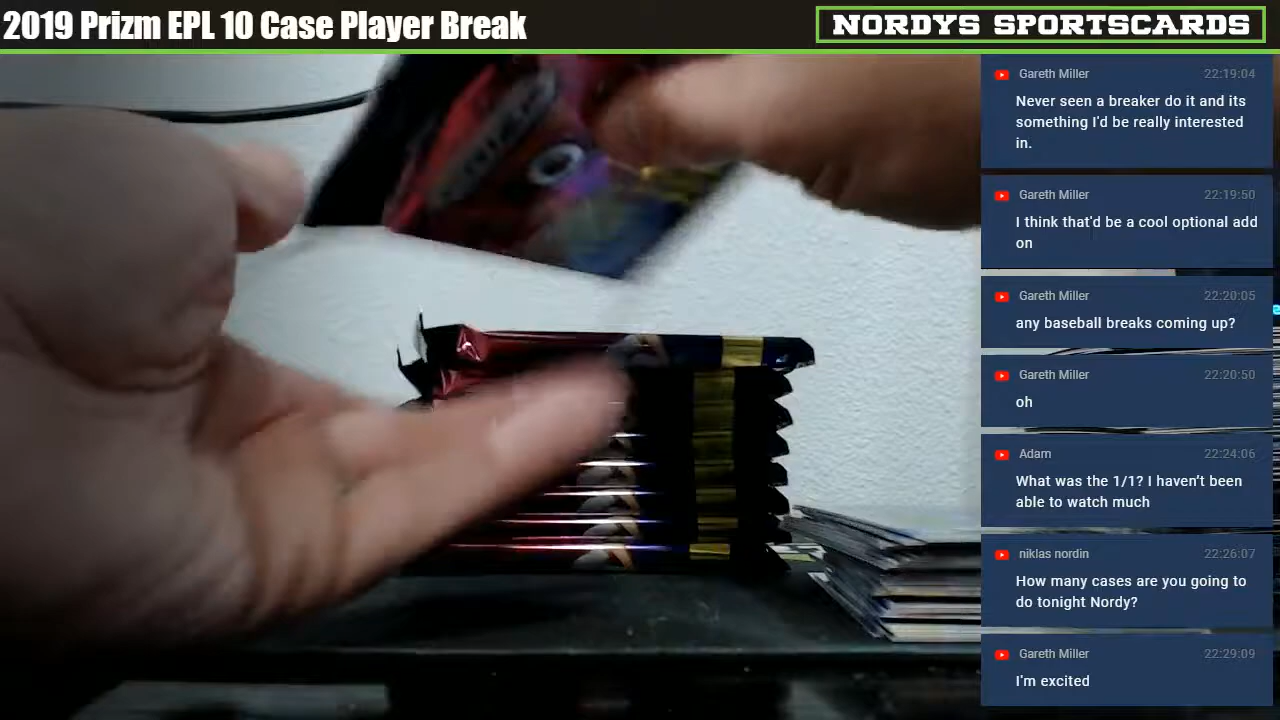 2019 Prizm EPL 10 Case Player Break
NORDYS SPORTSCARDS
Gareth Miller 22:19:04
Never seen a breaker do it and its
something I'd be really interested
in.
Gareth Miller 22:19:50
I think that'd be a cool optional add
on
Gareth Miller 22:20:05
any baseball breaks coming up?
Gareth Miller 22:20:50
oh
Adam 22:24:06
What was the 1/1? I haven't been
able to watch much
niklas nordin 22:26:07
How many cases are you going to
do tonight Nordy?
Gareth Miller 22:29:09
I'm excited